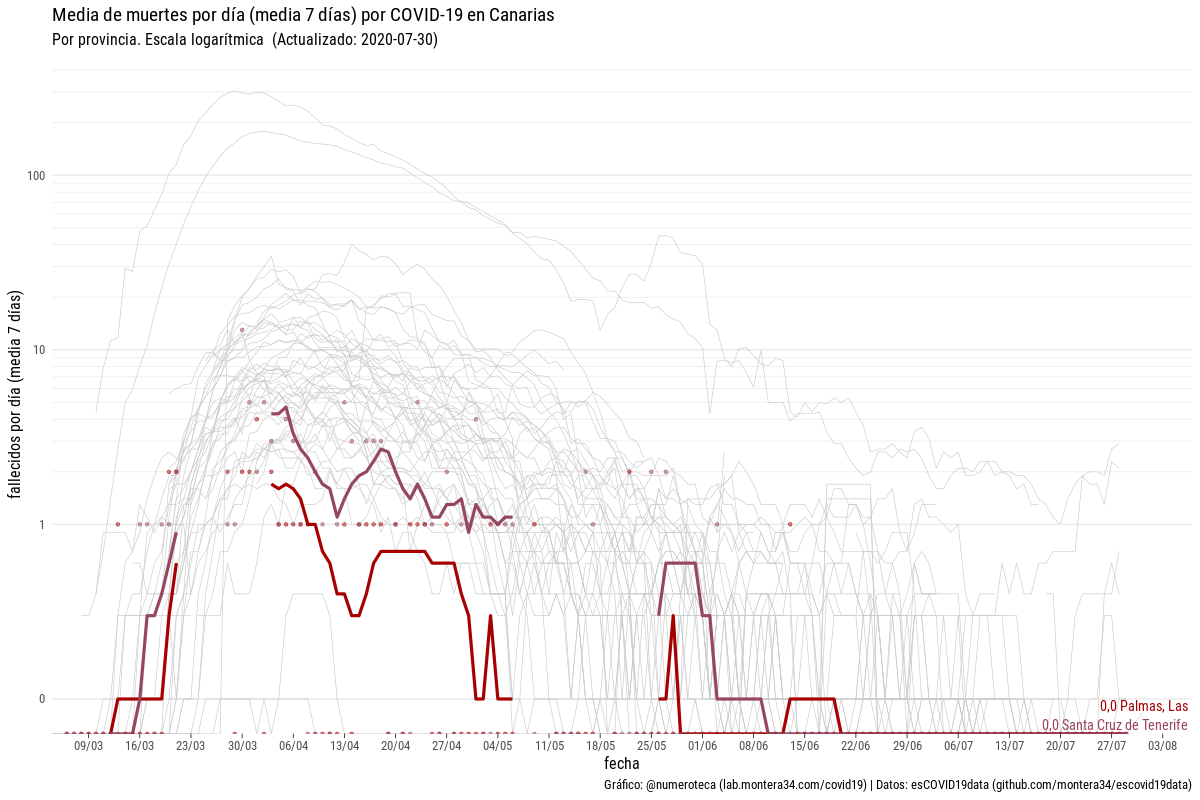 Media de muertes por día (media 7 días) por COVID-19 en Canarias
Por provincia. Escala logarítmica (Actualizado: 2020-07-30)
fallecidos por día (media 7 días)
100
10
1
0
0,0 Palmas, Las
0,0 Santa Cruz de Tenerife
09/03 16/03 23/03 30/03 06/04 13/04 20/04 27/04 04/05 11/05 18/05 25/05 01/06 08/06 15/06 22/06 29/06 06/07 13/07 20/07 27/07 03/08
fecha
Gráfico: @numeroteca (lab.montera34.com/covid19) | Datos: esCOVID19data (github.com/montera34/escovid19data)